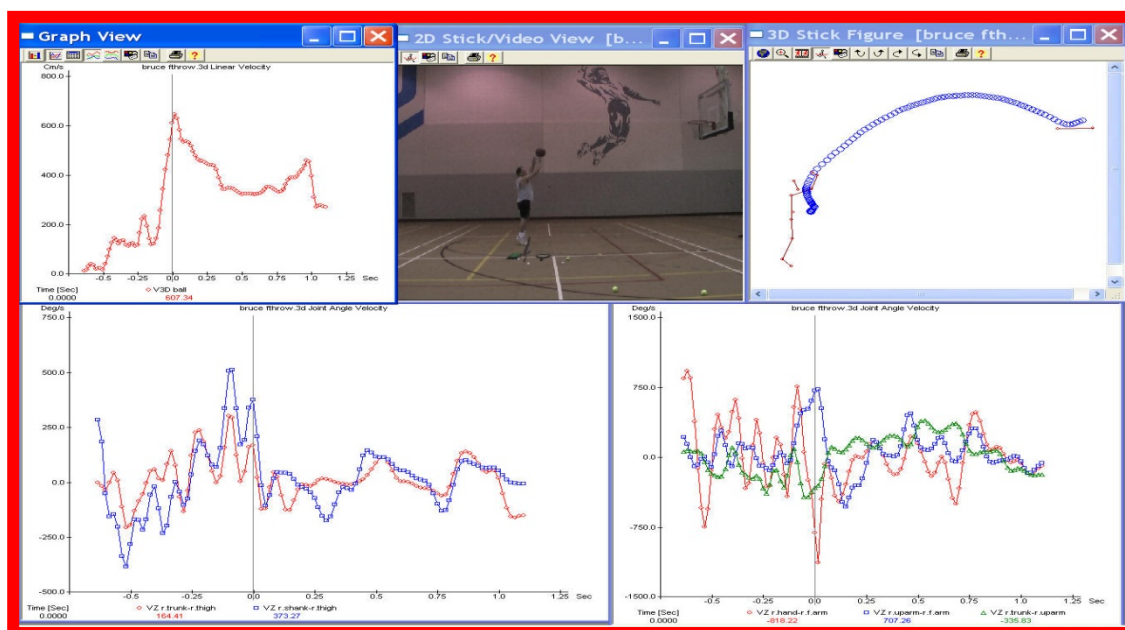 Graph View
Cm/s bruce fthrow.3d Linear Velocity
800.0
600.0
400.0
200.0
0.0
-0.5 -0.25 0.0 0.25 0.5 0.75 1.0 1.25 Sec
Time [Sec] V3D ball
0.0000 607.34
2D Stick/Video View [b...
3D Stick Figure [bruce fth...
Deg/s bruce fthrow.3d Joint Angle Velocity
750.0
500.0
250.0
0.0
-250.0
-500.0
-0.5 -0.25 0.0 0.25 0.5 0.75 1.0 1.25 Sec
Time [Sec] VZ r.trunk-r.thigh VZ r.shank-r.thigh
0.0000 164.41 373.27
Deg/s bruce fthrow.3d Joint Angle Velocity
1500.0
750.0
0.0
-750.0
-1500.0
-0.5 -0.25 0.0 0.25 0.5 0.75 1.0 1.25 Sec
Time [Sec] VZ r.hand-r.f.arm VZ r.uparm-r.f.arm VZ r.trunk-r.uparm
0.0000 -818.22 707.26 -335.83